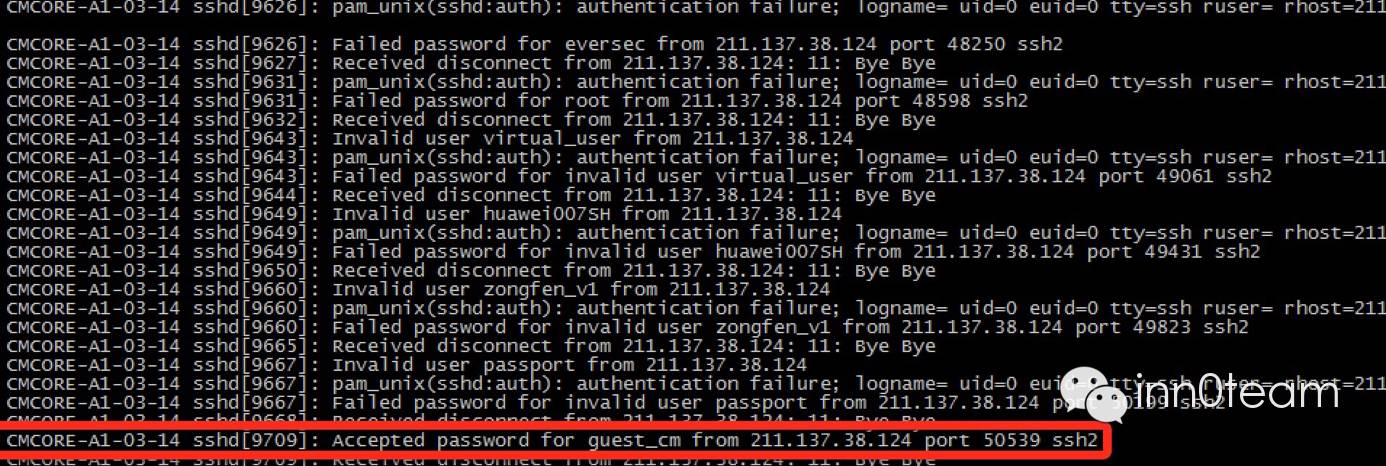 CMCORE-A1-03-14 sshd[9626]: pam_unix(sshd:auth): authentication failure; logname= uid=0 euid=0 tty=ssh ruser= rhost=211
CMCORE-A1-03-14 sshd[9626]: Failed password for eversec from 211.137.38.124 port 48250 ssh2
CMCORE-A1-03-14 sshd[9627]: Received disconnect from 211.137.38.124: 11: Bye Bye
CMCORE-A1-03-14 sshd[9631]: pam_unix(sshd:auth): authentication failure; logname= uid=0 euid=0 tty=ssh ruser= rhost=211
CMCORE-A1-03-14 sshd[9631]: Failed password for root from 211.137.38.124 port 48598 ssh2
CMCORE-A1-03-14 sshd[9632]: Received disconnect from 211.137.38.124: 11: Bye Bye
CMCORE-A1-03-14 sshd[9643]: Invalid user virtual_user from 211.137.38.124
CMCORE-A1-03-14 sshd[9643]: pam_unix(sshd:auth): authentication failure; logname= uid=0 euid=0 tty=ssh ruser= rhost=211
CMCORE-A1-03-14 sshd[9643]: Failed password for invalid user virtual_user from 211.137.38.124 port 49061 ssh2
CMCORE-A1-03-14 sshd[9644]: Received disconnect from 211.137.38.124: 11: Bye Bye
CMCORE-A1-03-14 sshd[9649]: Invalid user huawei007SH from 211.137.38.124
CMCORE-A1-03-14 sshd[9649]: pam_unix(sshd:auth): authentication failure; logname= uid=0 euid=0 tty=ssh ruser= rhost=211
CMCORE-A1-03-14 sshd[9649]: Failed password for invalid user huawei007SH from 211.137.38.124 port 49431 ssh2
CMCORE-A1-03-14 sshd[9650]: Received disconnect from 211.137.38.124: 11: Bye Bye
CMCORE-A1-03-14 sshd[9660]: Invalid user zongfen_v1 from 211.137.38.124
CMCORE-A1-03-14 sshd[9660]: pam_unix(sshd:auth): authentication failure; logname= uid=0 euid=0 tty=ssh ruser= rhost=211
CMCORE-A1-03-14 sshd[9660]: Failed password for invalid user zongfen_v1 from 211.137.38.124 port 49823 ssh2
CMCORE-A1-03-14 sshd[9665]: Received disconnect from 211.137.38.124: 11: Bye Bye
CMCORE-A1-03-14 sshd[9667]: Invalid user passport from 211.137.38.124
CMCORE-A1-03-14 sshd[9667]: pam_unix(sshd:auth): authentication failure; logname= uid=0 tty=ssh ruser= rhost=211
CMCORE-A1-03-14 sshd[9667]: Failed password for invalid user passport from 211.137.38.124
inn0team
CMCORE-A1-03-14 sshd[9668]: Received disconnect from 211.137.38.124: 11: Bye Bye
CMCORE-A1-03-14 sshd[9709]: Accepted password for guest_cm from 211.137.38.124 port 50539 ssh2
CMCORE-A1-03-14 sshd[9709]: Received disconnect from 211.137.38.124: 11: Bye Bye